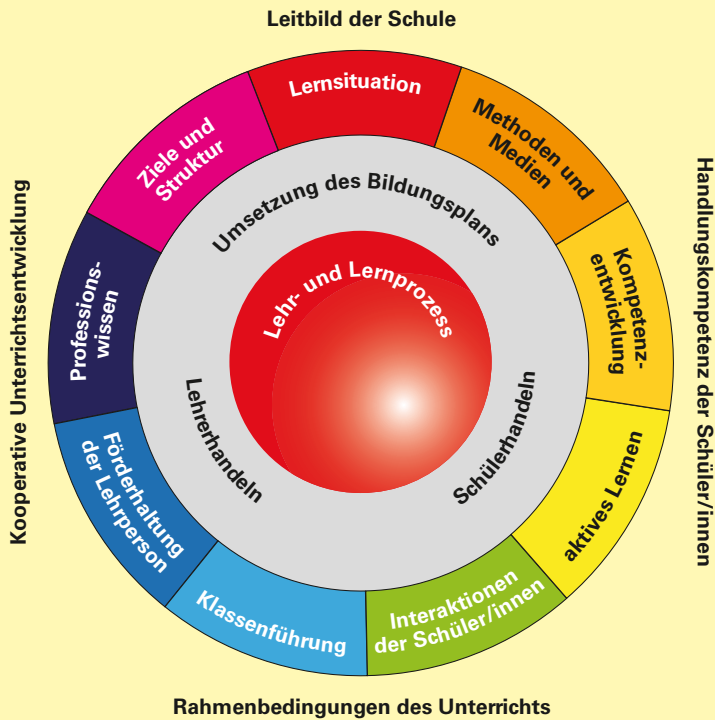 Leitbild der Schule
Lernsituation
Methoden und
Medien
Ziele und
Struktur
Umsetzung des Bildungsplans
Kompetenz-
entwicklung
Professions-
wissen
Lehr- und Lernprozess
Kooperative Unterrichtsentwicklung
Handlungskompetenz der Schüler/innen
Lehrerhandeln
Schülerhandeln
aktives Lernen
Förderhaltung
der Lehrperson
Klassenführung
Interaktionen
der Schüler/innen
Rahmenbedingungen des Unterrichts